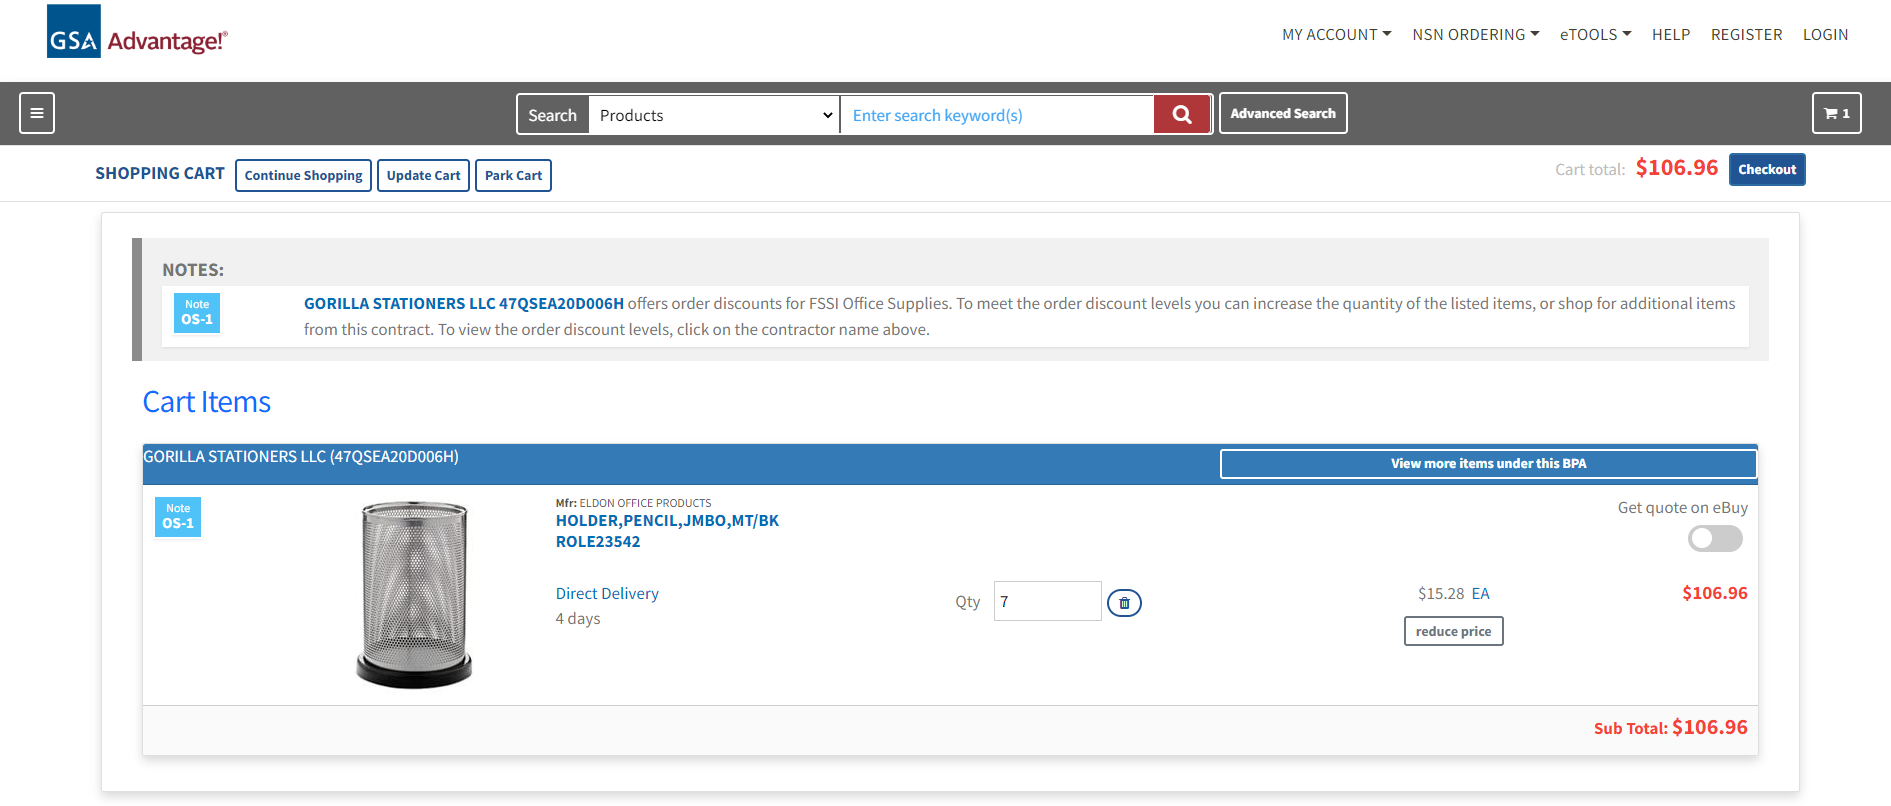 GSA Advantage!®
MY ACCOUNT NSN ORDERING eTOOLS HELP REGISTER LOGIN
Search Products Enter search keyword(s) Advanced Search 1
SHOPPING CART Continue Shopping Update Cart Park Cart Cart total: $106.96 Checkout
NOTES:
Note
OS-1
GORILLA STATIONERS LLC 47QSEA20D006H offers order discounts for FSSI Office Supplies. To meet the order discount levels you can increase the quantity of the listed items, or shop for additional items
from this contract. To view the order discount levels, click on the contractor name above.
Cart Items
GORILLA STATIONERS LLC (47QSEA20D006H) View more items under this BPA
Note
OS-1
Mfr: ELDON OFFICE PRODUCTS
HOLDER,PENCIL,JMBO,MT/BK
ROLE23542
Get quote on eBuy
Direct Delivery
4 days
Qty 7
$15.28 EA
reduce price
$106.96
Sub Total: $106.96